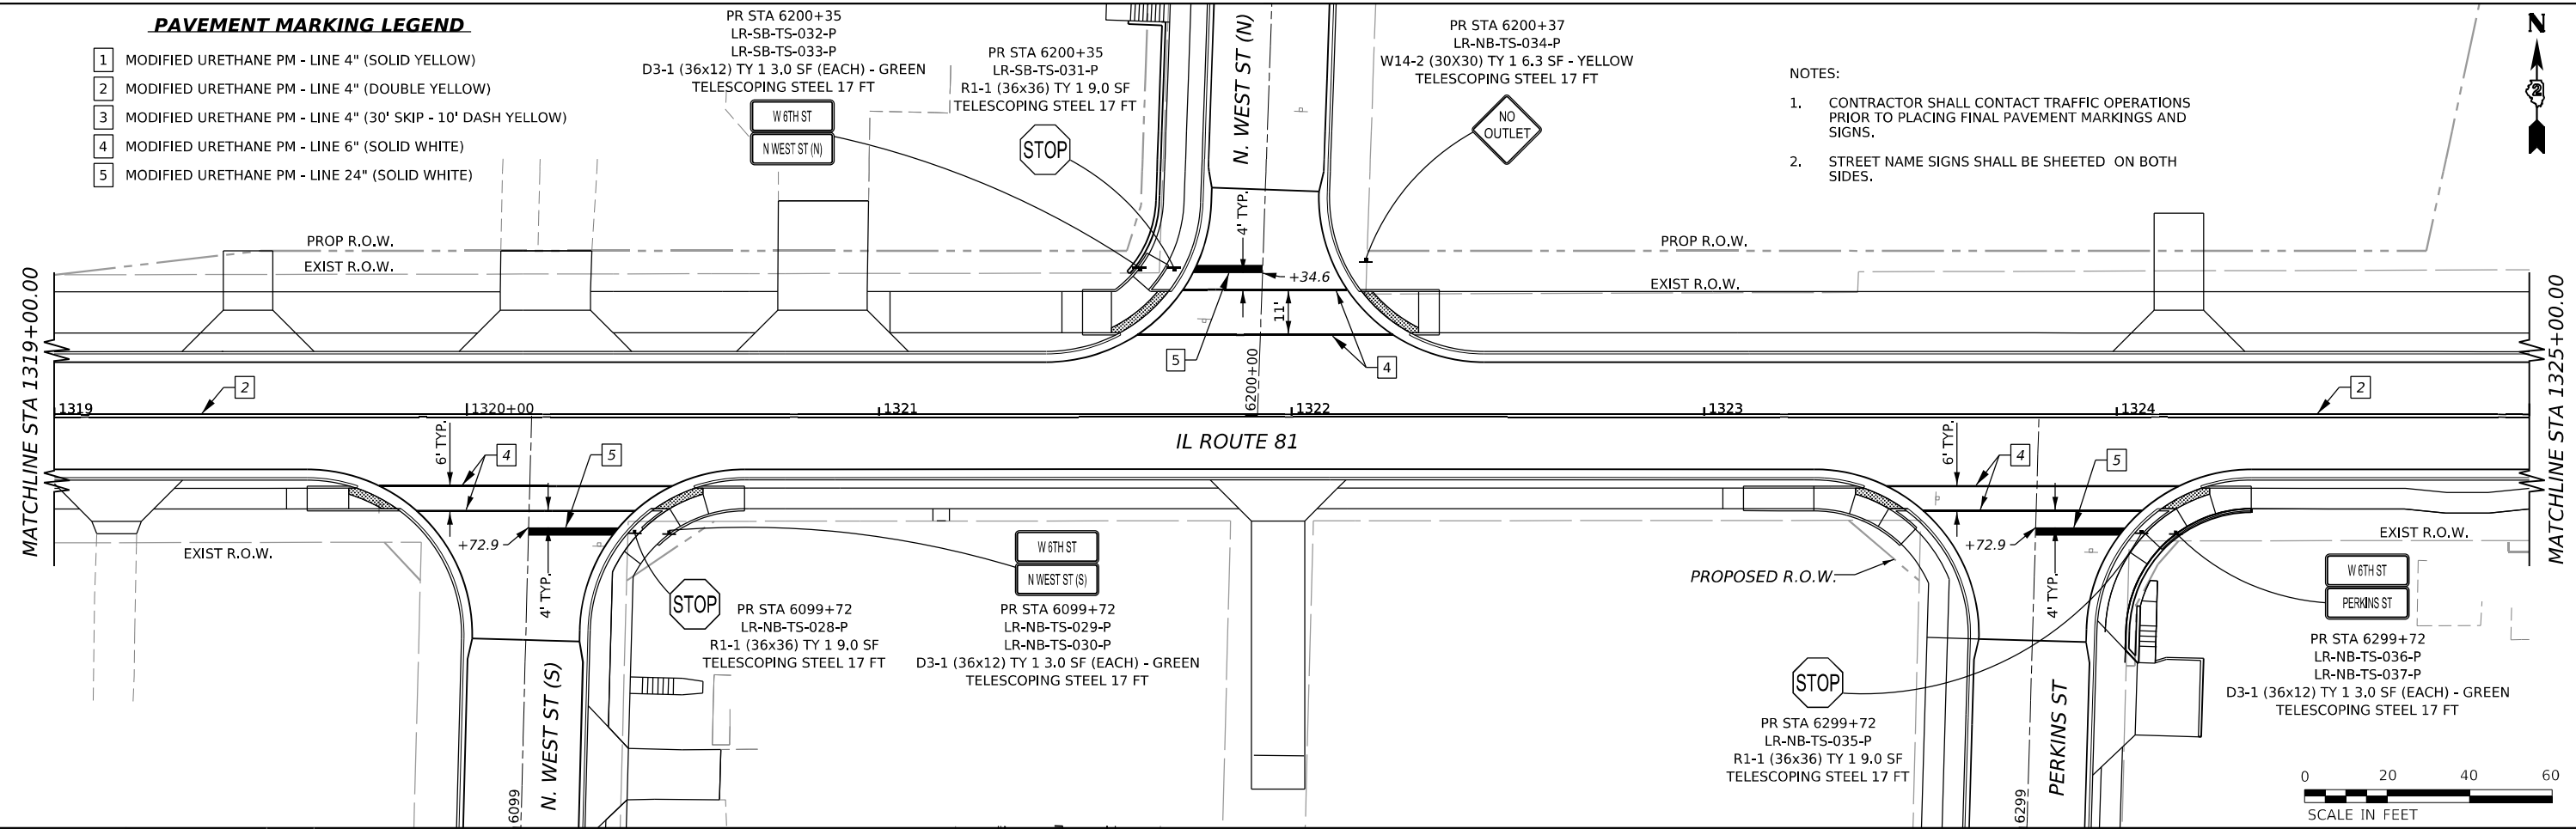 PAVEMENT MARKING LEGEND
1 MODIFIED URETHANE PM - LINE 4" (SOLID YELLOW)
2 MODIFIED URETHANE PM - LINE 4" (DOUBLE YELLOW)
3 MODIFIED URETHANE PM - LINE 4" (30' SKIP - 10' DASH YELLOW)
4 MODIFIED URETHANE PM - LINE 6" (SOLID WHITE)
5 MODIFIED URETHANE PM - LINE 24" (SOLID WHITE)
PR STA 6200+35
LR-SB-TS-032-P
LR-SB-TS-033-P
D3-1 (36x12) TY 1 3.0 SF (EACH) - GREEN
TELESCOPING STEEL 17 FT
W 6TH ST
N WEST ST (N)
PR STA 6200+35
LR-SB-TS-031-P
R1-1 (36x36) TY 1 9.0 SF
TELESCOPING STEEL 17 FT
STOP
N. WEST ST (N)
PR STA 6200+37
LR-NB-TS-034-P
W14-2 (30X30) TY 1 6.3 SF - YELLOW
TELESCOPING STEEL 17 FT
NO
OUTLET
NOTES:
1. CONTRACTOR SHALL CONTACT TRAFFIC OPERATIONS
PRIOR TO PLACING FINAL PAVEMENT MARKINGS AND
SIGNS.
2. STREET NAME SIGNS SHALL BE SHEETED ON BOTH
SIDES.
N
2
PROP R.O.W.
EXIST R.O.W.
4' TYP.
+34.6
11'
5
4
6200+00
PROP R.O.W.
EXIST R.O.W.
MATCHLINE STA 1319+00.00
MATCHLINE STA 1325+00.00
2
2
1319
1320+00
1321
1322
1323
1324
IL ROUTE 81
6' TYP.
4
5
+72.9
4' TYP.
EXIST R.O.W.
STOP
PR STA 6099+72
LR-NB-TS-028-P
R1-1 (36x36) TY 1 9.0 SF
TELESCOPING STEEL 17 FT
W 6TH ST
N WEST ST (S)
PR STA 6099+72
LR-NB-TS-029-P
LR-NB-TS-030-P
D3-1 (36x12) TY 1 3.0 SF (EACH) - GREEN
TELESCOPING STEEL 17 FT
N. WEST ST (S)
6099
6' TYP.
4
5
+72.9
4' TYP.
PROPOSED R.O.W.
EXIST R.O.W.
STOP
PR STA 6299+72
LR-NB-TS-035-P
R1-1 (36x36) TY 1 9.0 SF
TELESCOPING STEEL 17 FT
PERKINS ST
6299
W 6TH ST
PERKINS ST
PR STA 6299+72
LR-NB-TS-036-P
LR-NB-TS-037-P
D3-1 (36x12) TY 1 3.0 SF (EACH) - GREEN
TELESCOPING STEEL 17 FT
0 20 40 60
SCALE IN FEET